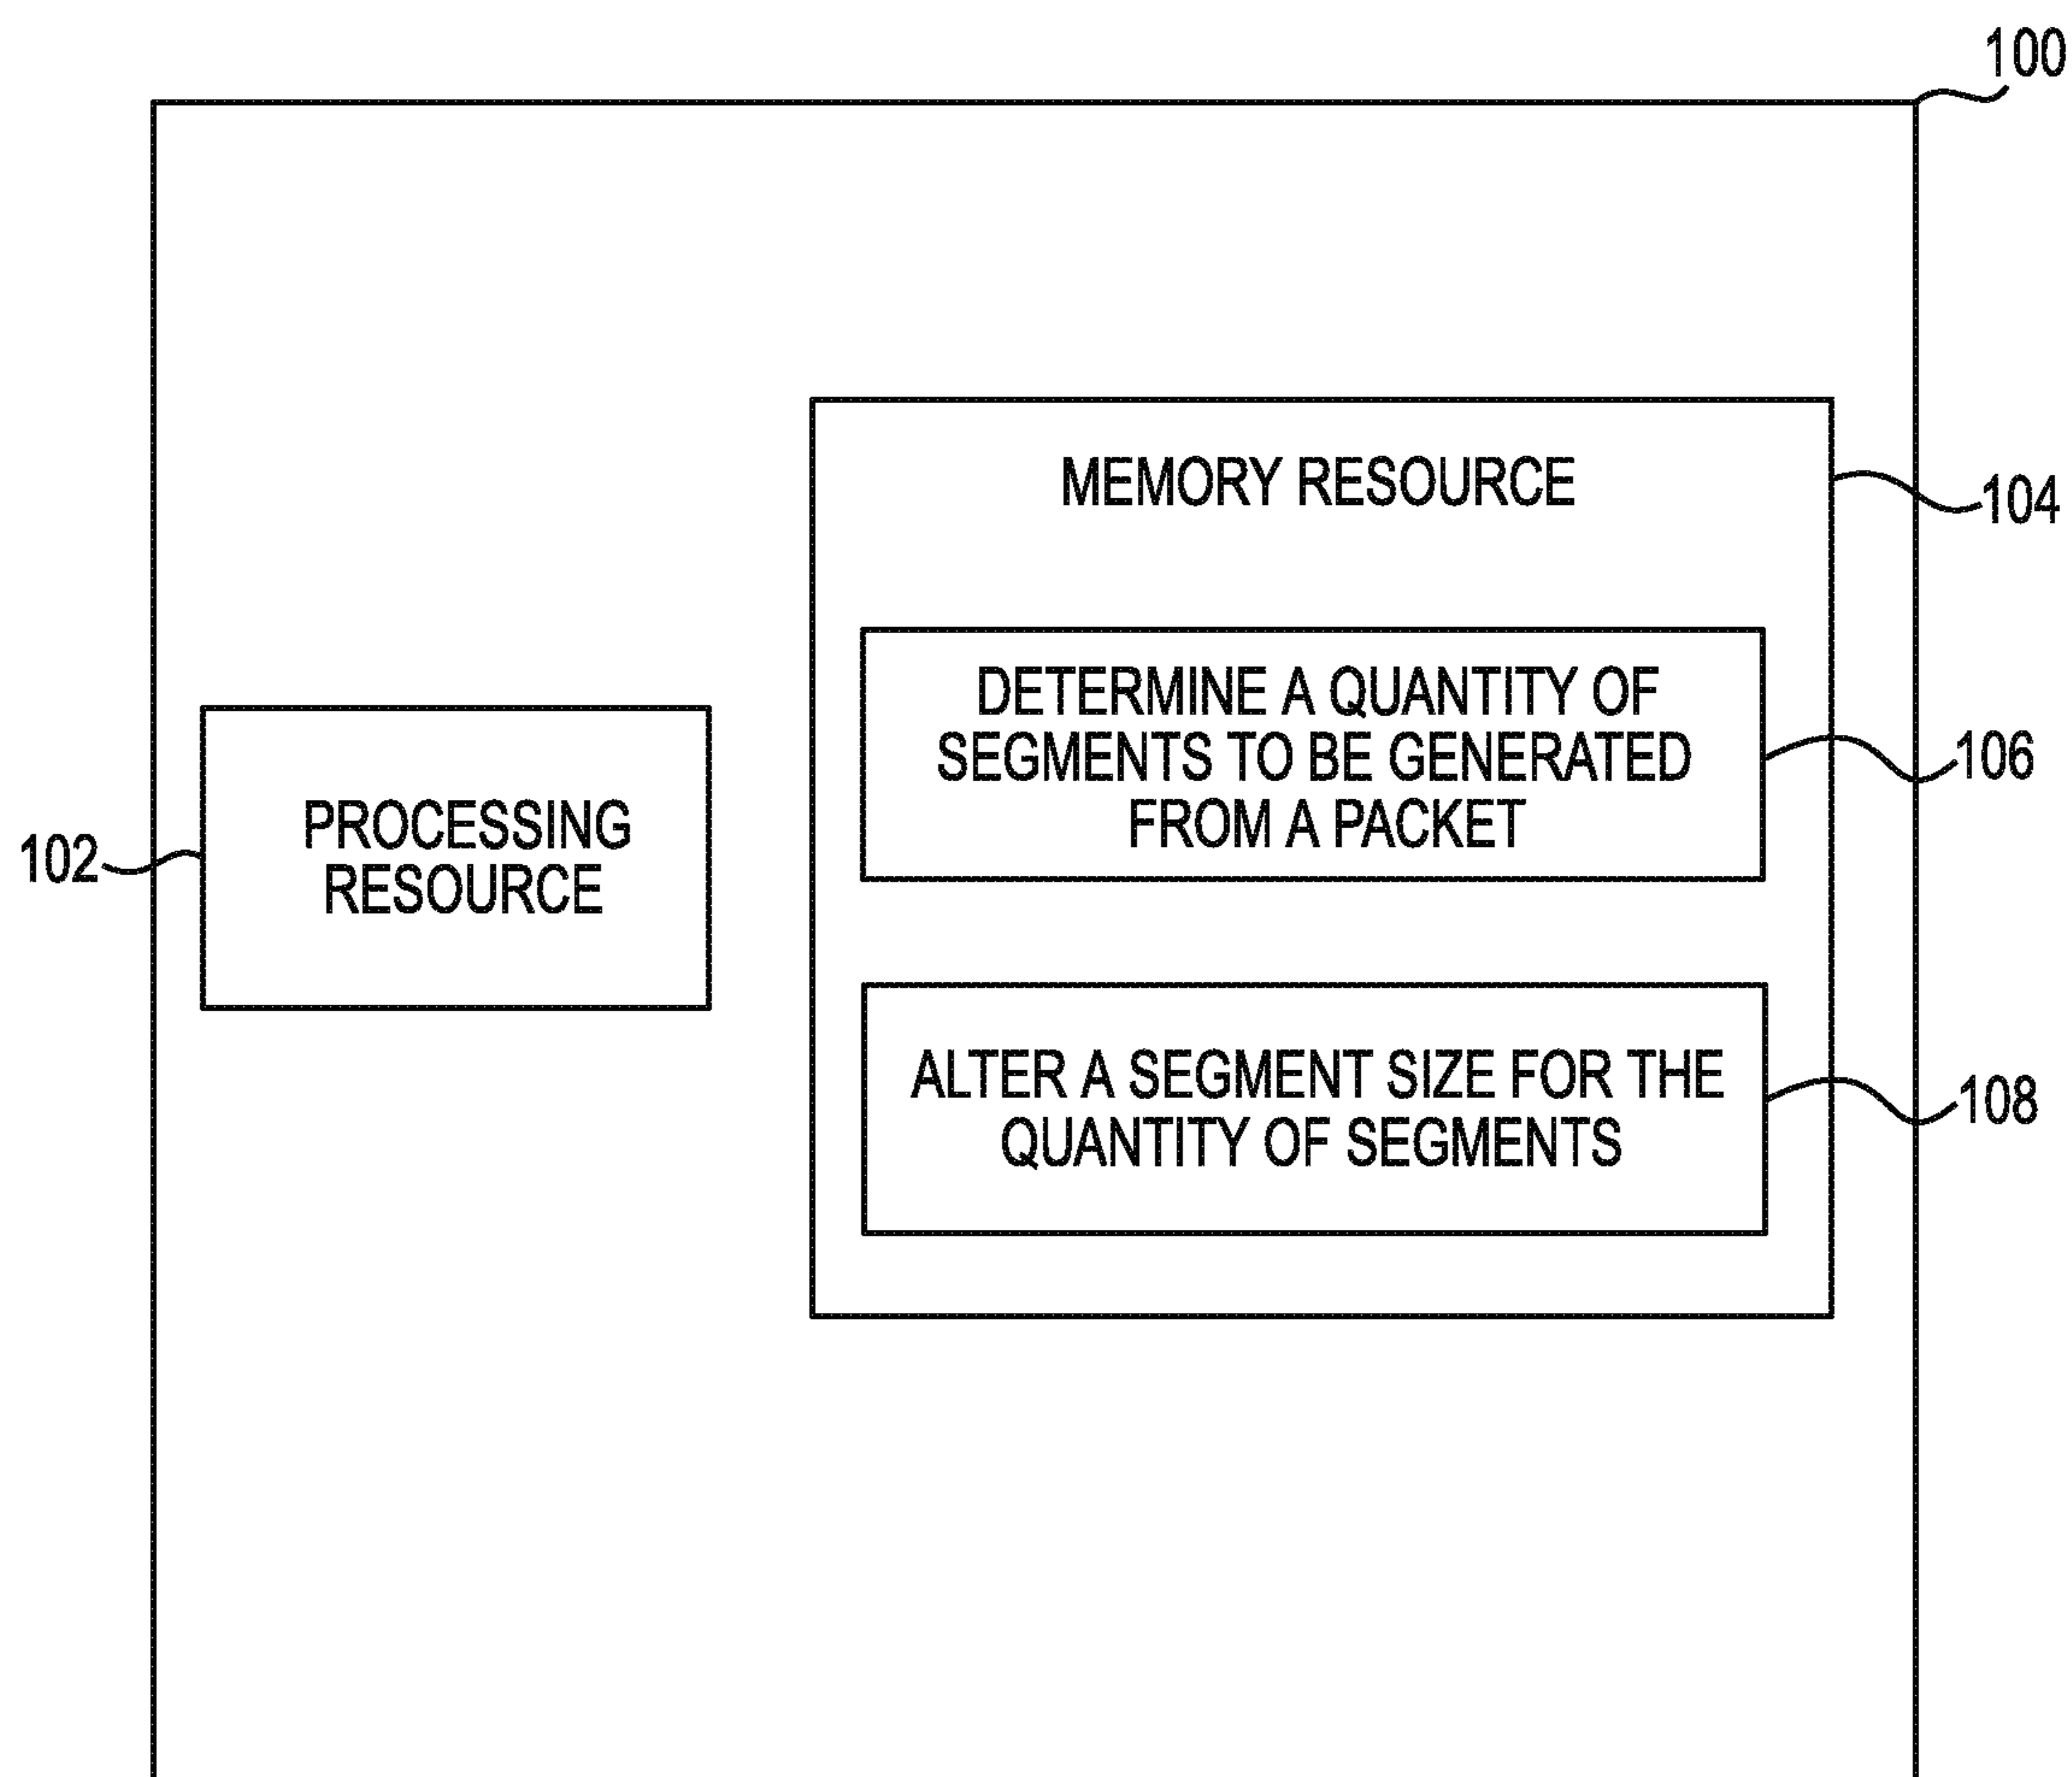 100
MEMORY RESOURCE
104
DETERMINE A QUANTITY OF
SEGMENTS TO BE GENERATED
FROM A PACKET
106
PROCESSING
RESOURCE
102
ALTER A SEGMENT SIZE FOR THE
QUANTITY OF SEGMENTS
108